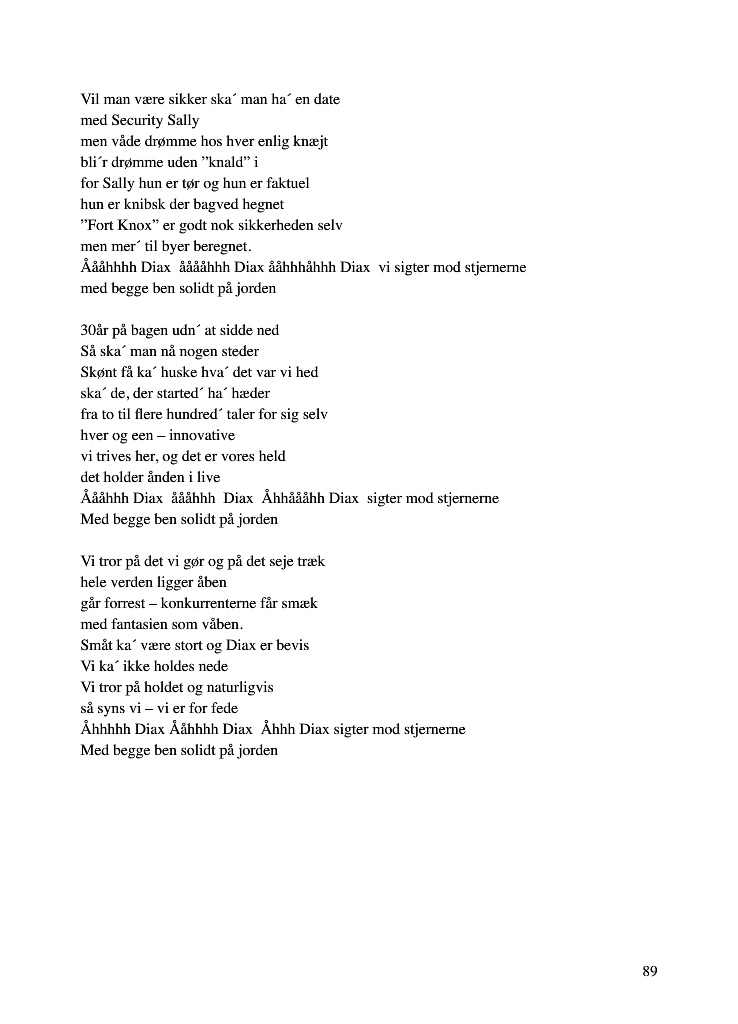 Vil man være sikker ska´ man ha´ en date
med Security Sally
men våde drømme hos hver enlig knæjt
bli´r drømme uden ”knald” i
for Sally hun er tør og hun er faktuel
hun er knibsk der bagved hegnet
”Fort Knox” er godt nok sikkerheden selv
men mer´ til byer beregnet.
Åååhhhh Diax  ååååhhh Diax ååhhhåhhh Diax  vi sigter mod stjernerne
med begge ben solidt på jorden
30år på bagen udn´ at sidde ned
Så ska´ man nå nogen steder
Skønt få ka´ huske hva´ det var vi hed
ska´ de, der started´ ha´ hæder
fra to til flere hundred´ taler for sig selv
hver og een – innovative
vi trives her, og det er vores held
det holder ånden i live
Åååhhh Diax  åååhhh  Diax  Åhhåååhh Diax  sigter mod stjernerne
Med begge ben solidt på jorden
Vi tror på det vi gør og på det seje træk
hele verden ligger åben
går forrest – konkurrenterne får smæk
med fantasien som våben.
Småt ka´ være stort og Diax er bevis
Vi ka´ ikke holdes nede
Vi tror på holdet og naturligvis
så syns vi – vi er for fede
Åhhhhh Diax Ååhhhh Diax  Åhhh Diax sigter mod stjernerne
Med begge ben solidt på jorden
89